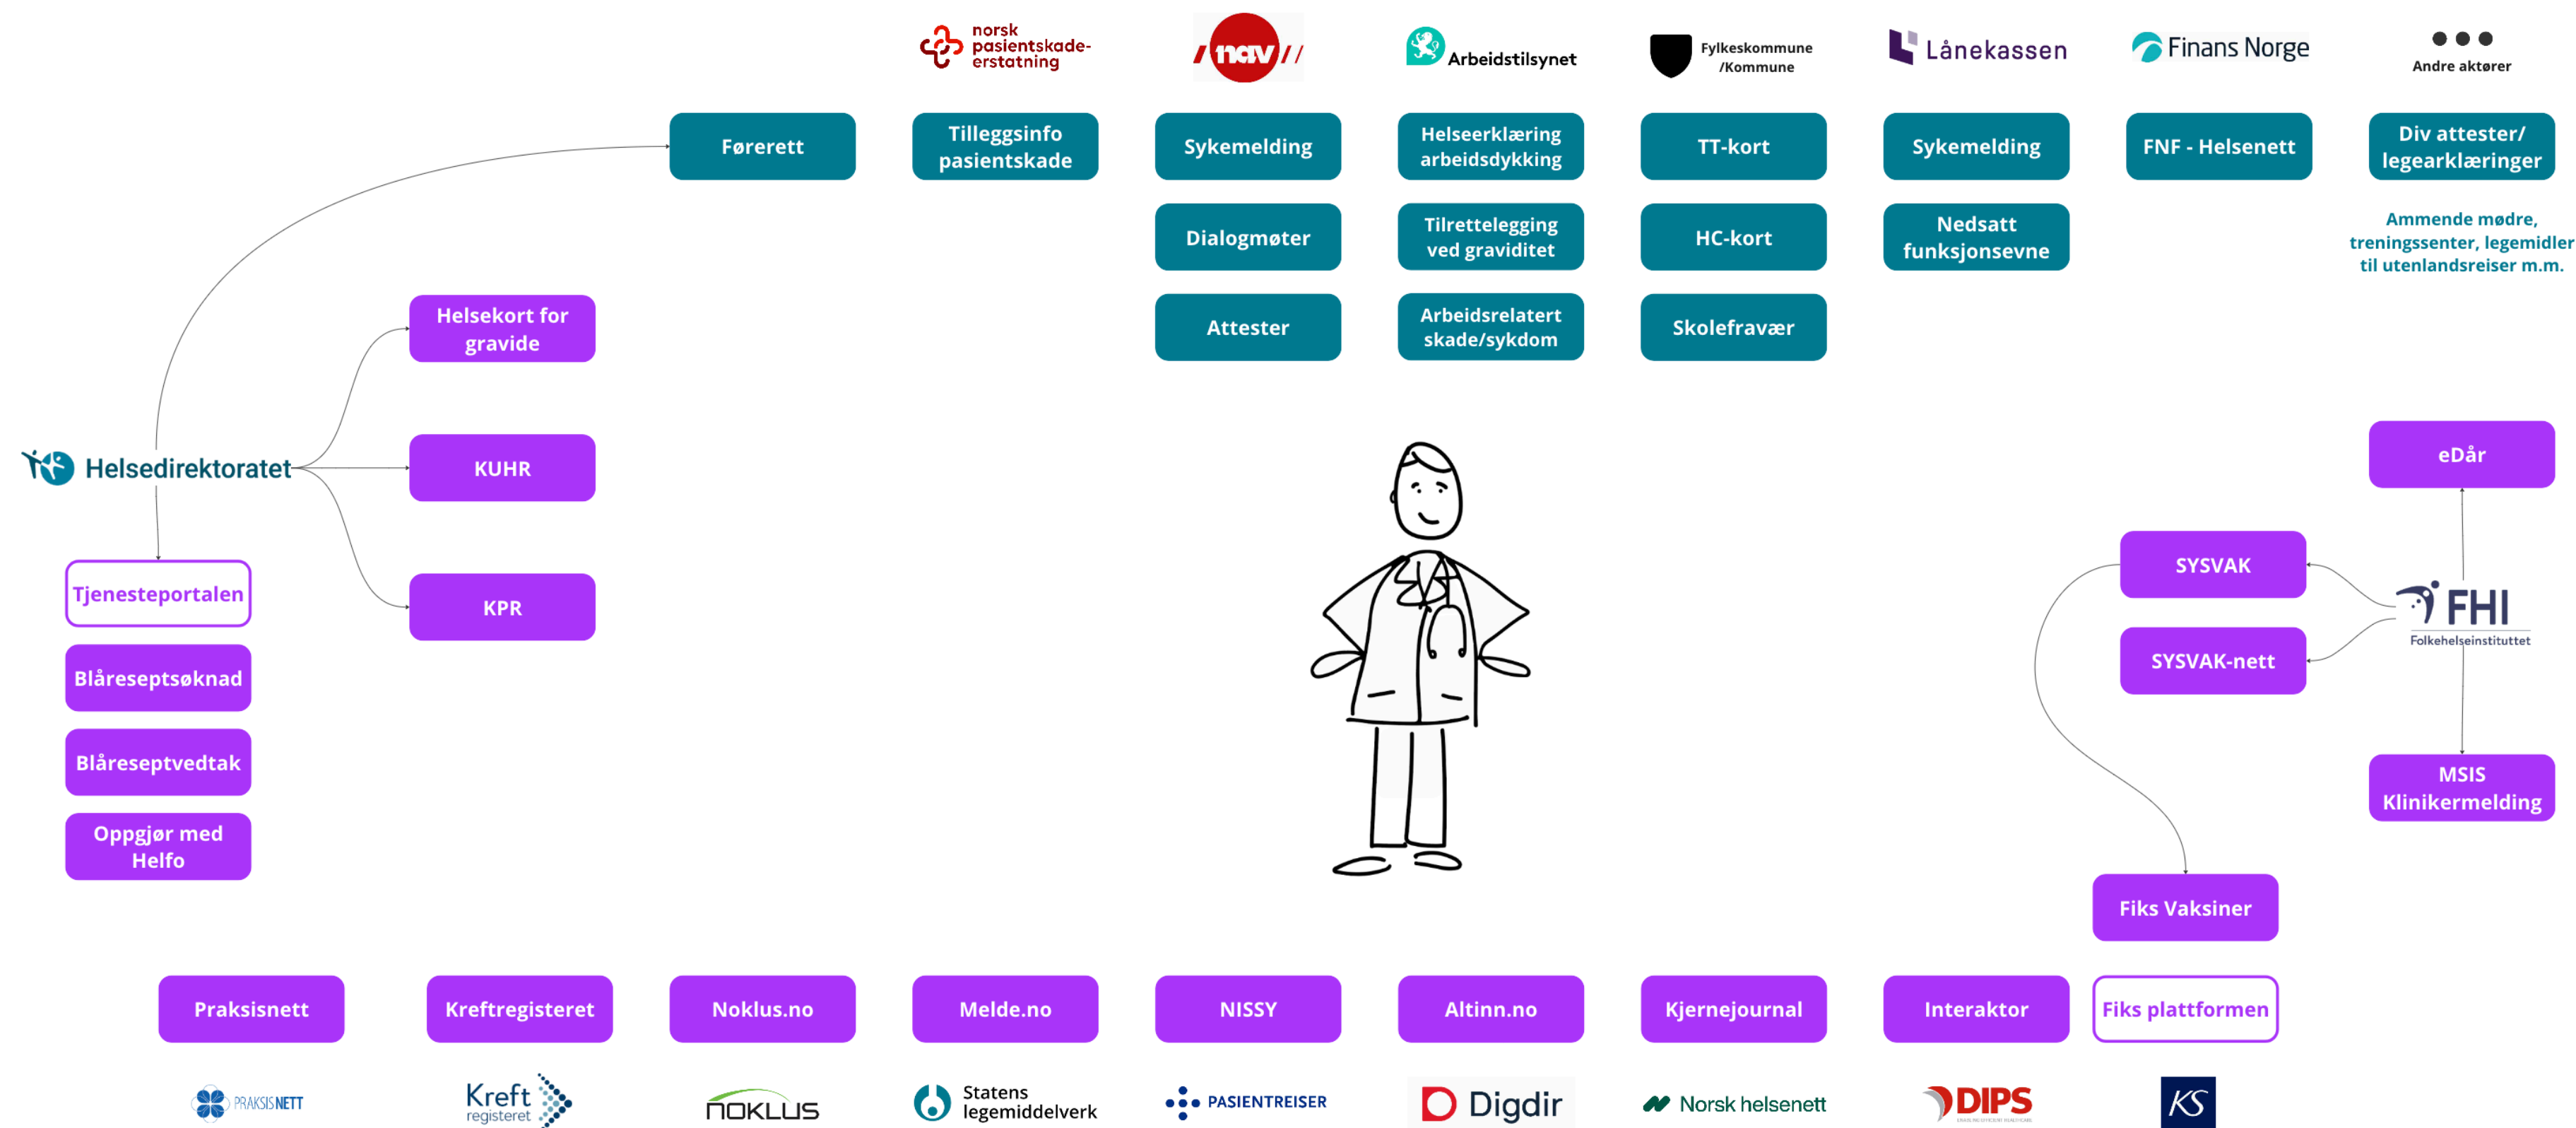 norsk
pasientskade-
erstatning
nav
Arbeidstilsynet
Fylkeskommune
/Kommune
Lånekassen
Finans Norge
Andre aktører
Førerett
Tilleggsinfo
pasientskade
Sykemelding
Helseerklæring
arbeidsdykking
TT-kort
Sykemelding
FNF - Helsenett
Div attester/
legearklæringer
Dialogmøter
Tilrettelegging
ved graviditet
HC-kort
Nedsatt
funksjonsevne
Ammende mødre,
treningssenter, legemidler
til utenlandsreiser m.m.
Helsekort for
gravide
Attester
Arbeidsrelatert
skade/sykdom
Skolefravær
Helsedirektoratet
KUHR
eDår
Tjenesteportalen
KPR
SYSVAK
FHI
Folkehelseinstituttet
SYSVAK-nett
Blåreseptsøknad
Blåreseptvedtak
MSIS
Klinikermelding
Oppgjør med
Helfo
Fiks Vaksiner
Praksisnett
Kreftregisteret
Noklus.no
Melde.no
NISSY
Altinn.no
Kjernejournal
Interaktor
Fiks plattformen
PRAKSISNETT
Kreft
registeret
NOKLUS
Statens
legemiddelverk
PASIENTREISER
Digdir
Norsk helsenett
DIPS
KS